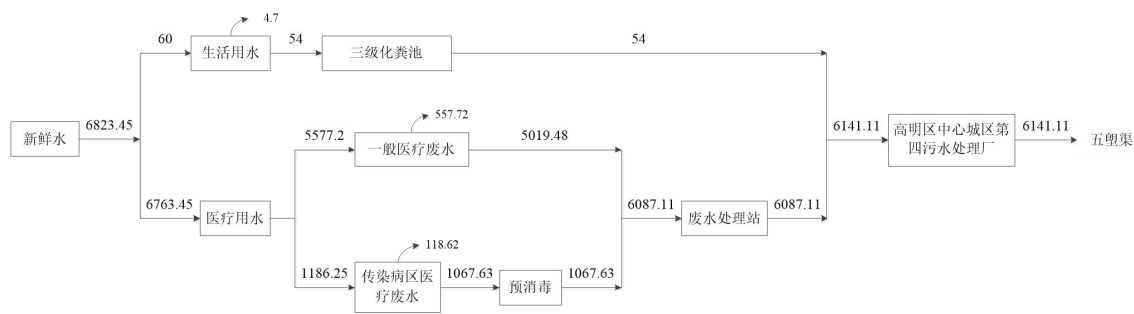 4.7
60
生活用水
54
三级化粪池
54
新鲜水
6823.45
557.72
5577.2
一般医疗废水
5019.48
6141.11
高明区中心城区第
四污水处理厂
6141.11
五塱渠
6763.45
医疗用水
6087.11
废水处理站
6087.11
118.62
1186.25
传染病区医
疗废水
1067.63
预消毒
1067.63